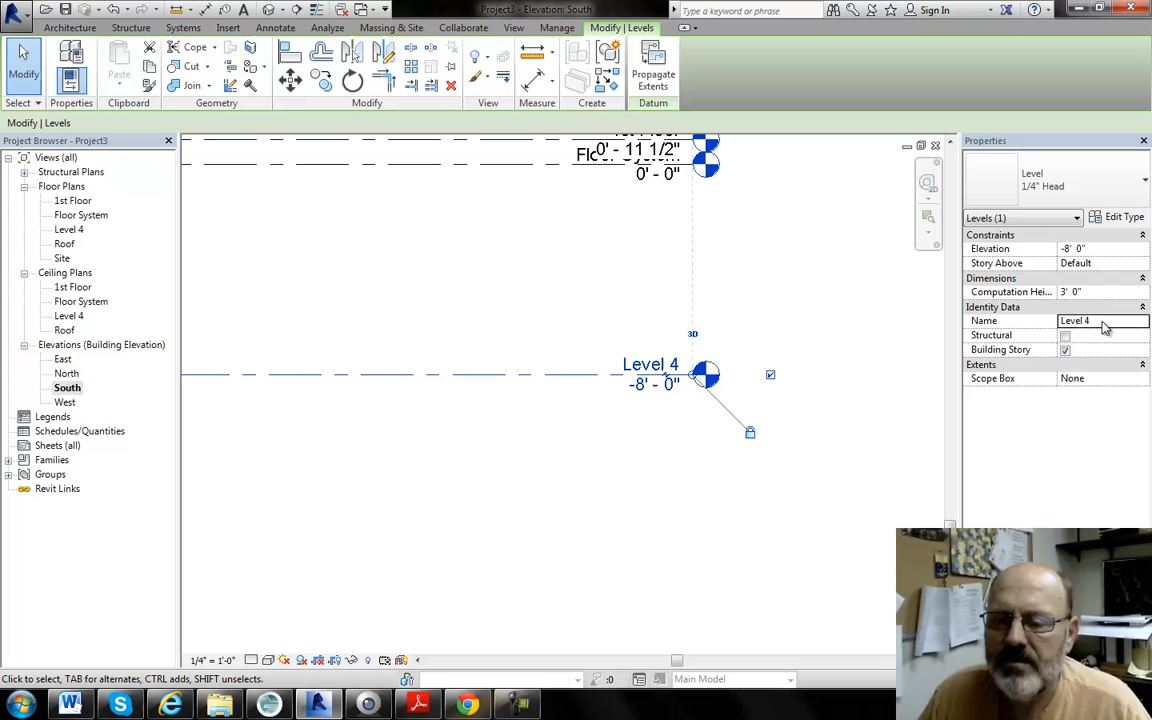 Project3 - Elevation: South
Type a keyword or phrase
Sign In
Architecture Structure Systems Insert Annotate Analyze Massing & Site Collaborate View Manage Modify | Levels
Modify
Paste
Cope
Cut
Join
Propagate
Extents
Select Properties Clipboard Geometry Modify View Measure Create Datum
Modify | Levels
Project Browser - Project3
Views (all)
Structural Plans
Floor Plans
1st Floor
Floor System
Level 4
Roof
Site
Ceiling Plans
1st Floor
Floor System
Level 4
Roof
Elevations (Building Elevation)
East
North
South
West
Legends
Schedules/Quantities
Sheets (all)
Families
Groups
Revit Links
0' - 11 1/2"
0' - 0"
3D
Level 4
-8' - 0"
Properties
Level
1/4" Head
Levels (1)
Edit Type
Constraints
Elevation -8' 0"
Story Above Default
Dimensions
Computation Hei... 3' 0"
Identity Data
Name Level 4
Structural
Building Story
Extents
Scope Box None
1/4" = 1'-0"
Click to select, TAB for alternates, CTRL adds, SHIFT unselects.
:0
Main Model